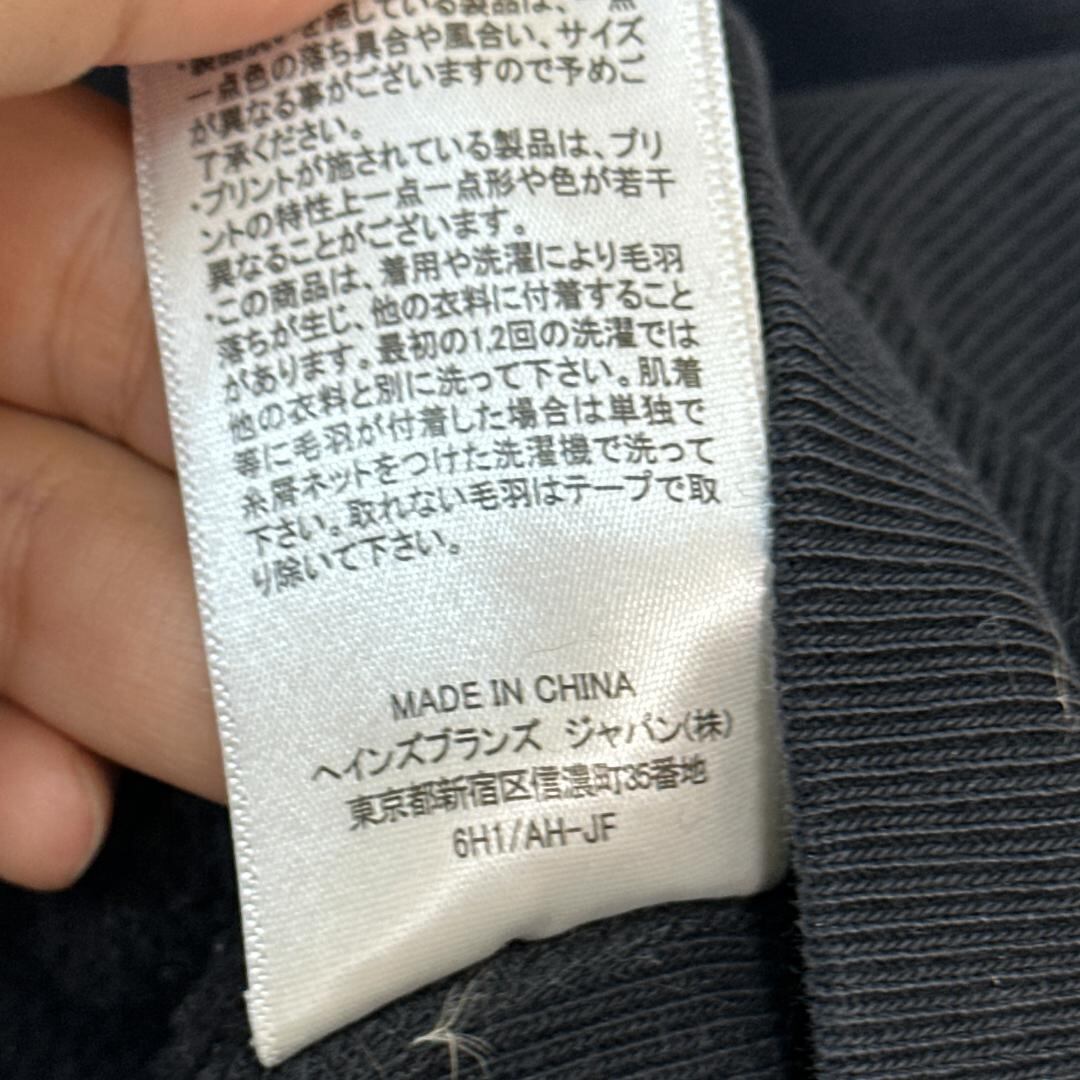 施している製品は、一点
一点色の落ち具合や風合い、サイズ
が異なる事がございますので予めご
了承ください。
・プリントが施されている製品は、プリ
ントの特性上一点一点形や色が若干
異なることがございます。
・この商品は、着用や洗濯により毛羽
落ちが生じ、他の衣料に付着すること
があります。最初の1,2回の洗濯では
他の衣料と別に洗って下さい。肌着
等に毛羽が付着した場合は単独で
糸屑ネットをつけた洗濯機で洗って
下さい。取れない毛羽はテープで取
り除いて下さい。
MADE IN CHINA
ヘインズブランズ ジャパン(株)
東京都新宿区信濃町35番地
6H1/AH-JF